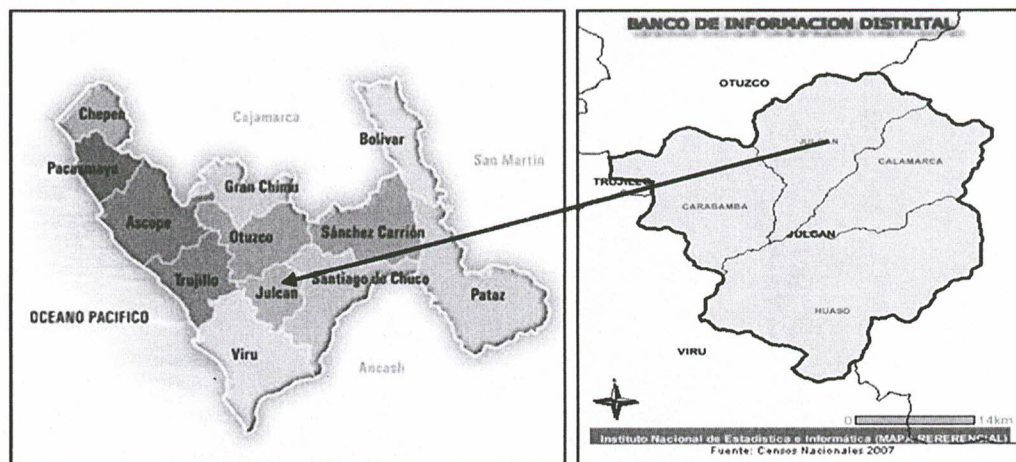 Chepen
Cajamarca
Bolivar
Pacasmayo
San Martin
Gran Chimu
Ascope
Otuzco
Sánchez Carrión
Trujillo
Santiago de Chuco
Julcan
Pataz
OCEANO PACIFICO
Viru
Ancash
BANCO DE INFORMACION DISTRITAL
OTUZCO
JULCAN
CALAMARCA
TRUJILLO
CARABAMBA
JULCAN
HUASO
VIRU
0 14km
Instituto Nacional de Estadistica e Informática (MAPA RERERENCIAL)
Fuente: Censos Nacionales 2007